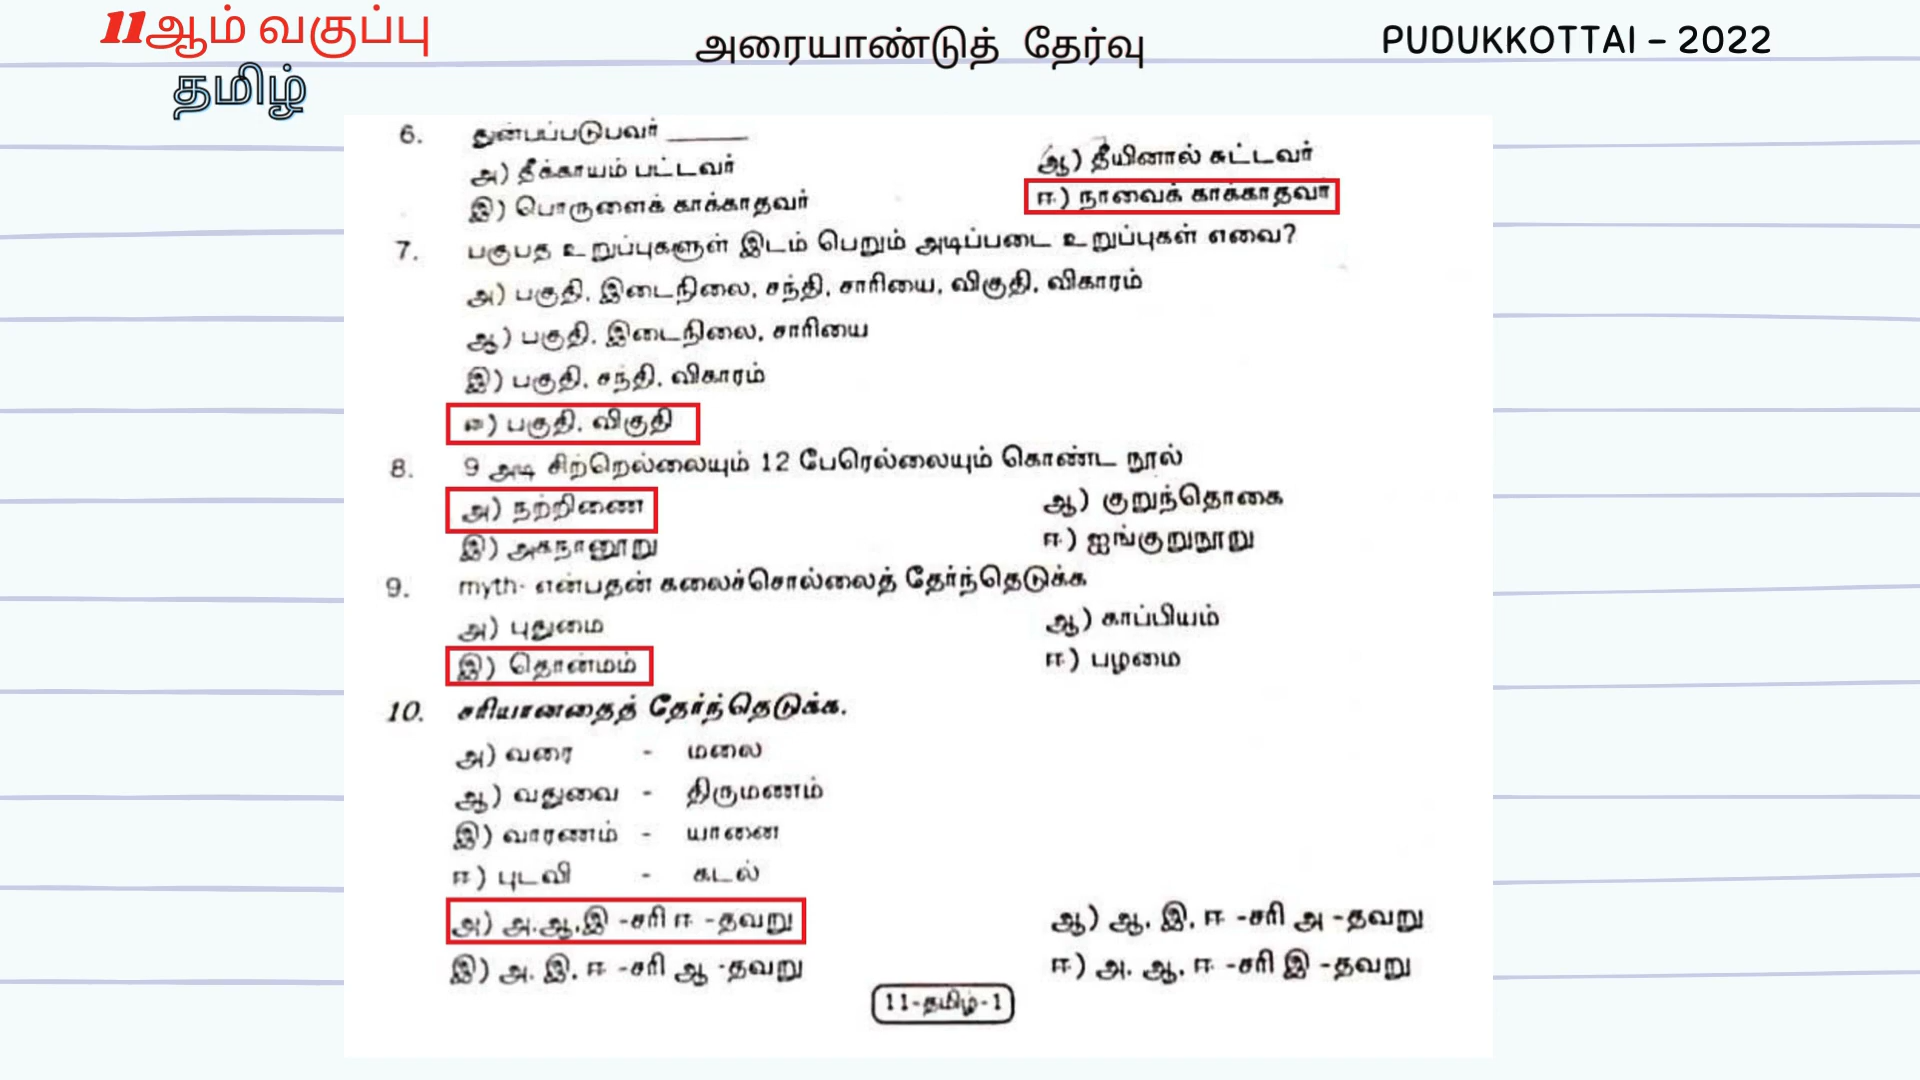 11ஆம் வகுப்பு
தமிழ்
அரையாண்டுத் தேர்வு
PUDUKKOTTAI – 2022
6. துன்பப்படுபவர் ______
அ) தீக்காயம் பட்டவர் ஆ) தீயினால் சுட்டவர்
இ) பொருளைக் காக்காதவர் ஈ) நாவைக் காக்காதவர்
7. பகுபத உறுப்புகளுள் இடம் பெறும் அடிப்படை உறுப்புகள் எவை?
அ) பகுதி, இடைநிலை, சந்தி, சாரியை, விகுதி, விகாரம்
ஆ) பகுதி, இடைநிலை, சாரியை
இ) பகுதி, சந்தி, விகாரம்
ஈ) பகுதி, விகுதி
8. 9 அடி சிற்றெல்லையும் 12 பேரெல்லையும் கொண்ட நூல்
அ) நற்றிணை ஆ) குறுந்தொகை
இ) அகநானூறு ஈ) ஐங்குறுநூறு
9. myth- என்பதன் கலைச்சொல்லைத் தேர்ந்தெடுக்க
அ) புதுமை ஆ) காப்பியம்
இ) தொன்மம் ஈ) பழமை
10. சரியானதைத் தேர்ந்தெடுக்க.
அ) வரை - மலை
ஆ) வதுவை - திருமணம்
இ) வாரணம் - யானை
ஈ) புடவி - கடல்
அ) அ,ஆ,இ -சரி ஈ -தவறு ஆ) ஆ, இ, ஈ -சரி அ -தவறு
இ) அ, இ, ஈ -சரி ஆ -தவறு ஈ) அ, ஆ, ஈ -சரி இ -தவறு
11-தமிழ்-1